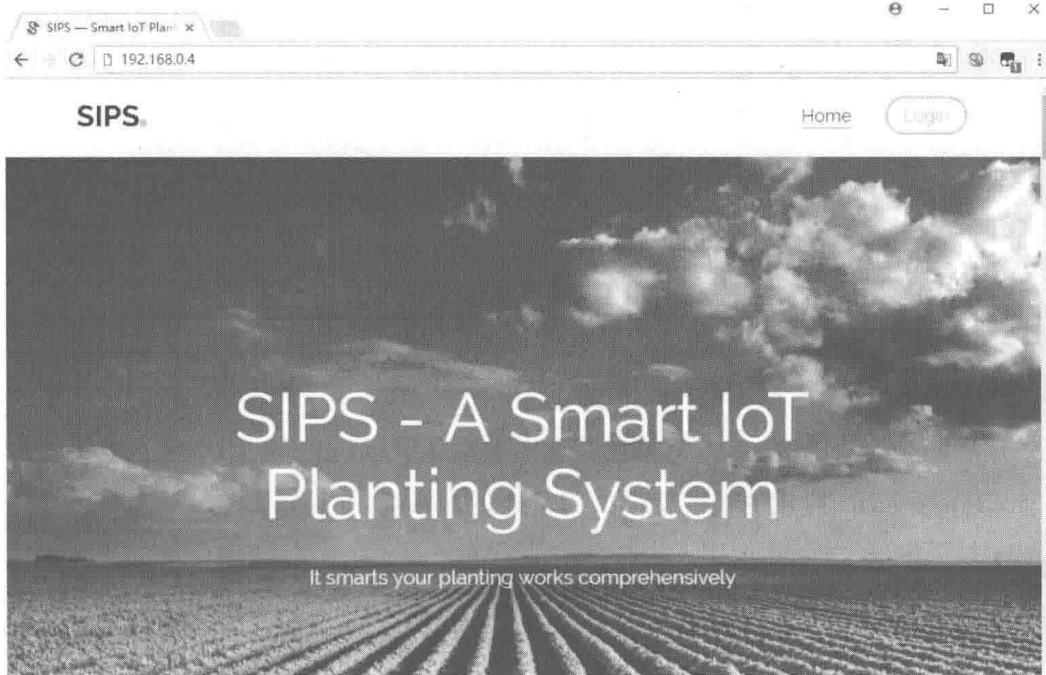 SIPS — Smart IoT Plan
192.168.0.4
SIPS.
Home
Login
SIPS - A Smart IoT
Planting System
It smarts your planting works comprehensively